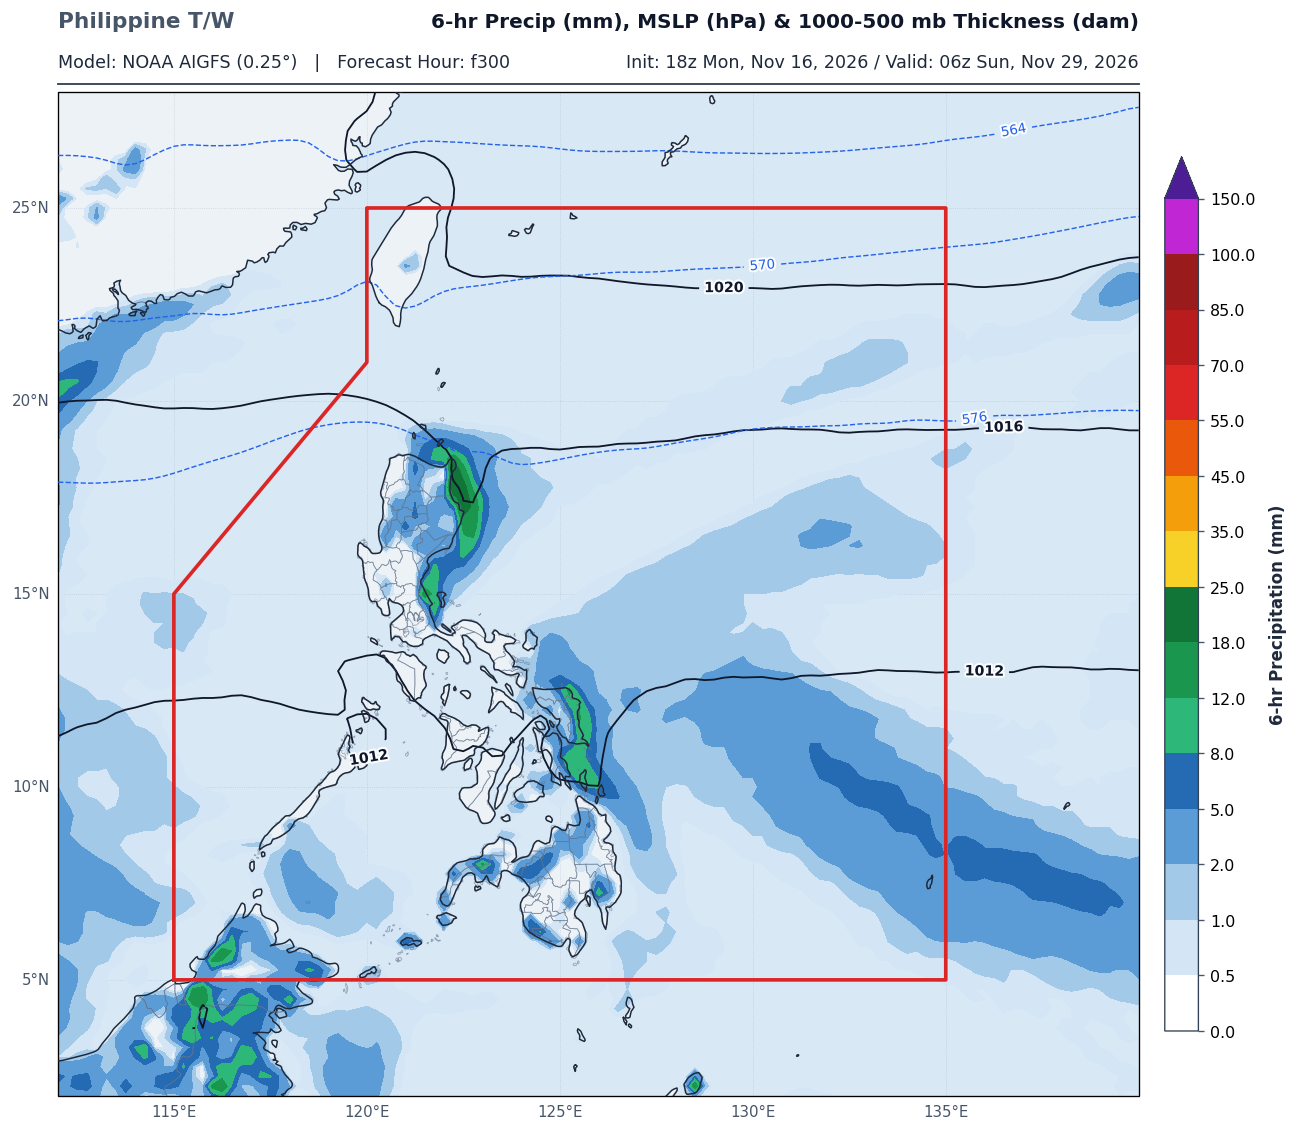 Philippine T/W
6-hr Precip (mm), MSLP (hPa) & 1000-500 mb Thickness (dam)
Model: NOAA AIGFS (0.25°) | Forecast Hour: f300
Init: 18z Mon, Nov 16, 2026 / Valid: 06z Sun, Nov 29, 2026
564
570
1020
576
1016
1012
1012
25°N
20°N
15°N
10°N
5°N
115°E
120°E
125°E
130°E
135°E
150.0
100.0
85.0
70.0
55.0
45.0
35.0
25.0
18.0
12.0
8.0
5.0
2.0
1.0
0.5
0.0
6-hr Precipitation (mm)